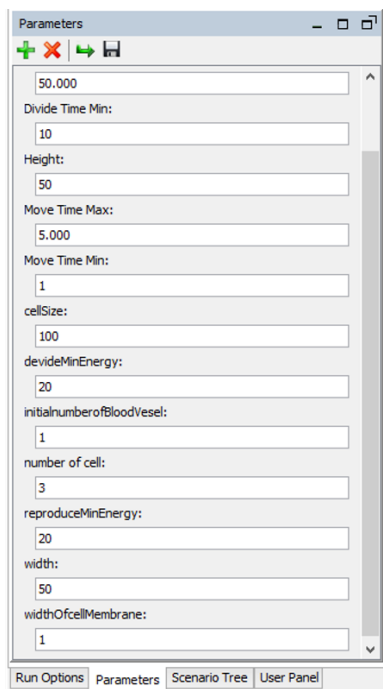 Parameters
50.000
Divide Time Min:
10
Height:
50
Move Time Max:
5.000
Move Time Min:
1
cellSize:
100
devideMinEnergy:
20
initialnumberofBloodVesel:
1
number of cell:
3
reproduceMinEnergy:
20
width:
50
widthOfcellMembrane:
1
Run Options Parameters Scenario Tree User Panel